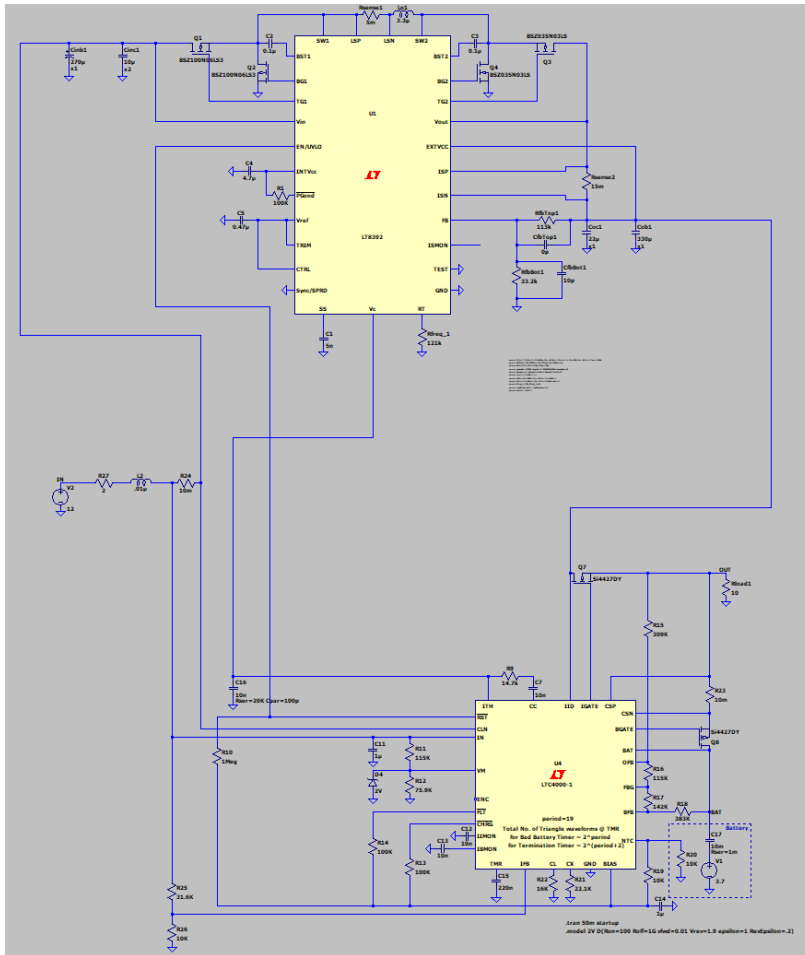 Rsense1
5m
Lo1
3.3µ
Cinb1
270µ
x1
Cinc1
10µ
x2
Q1
BSZ100N06LS3
C2
0.1µ
Q2
BSZ100N06LS3
SW1
LSP
LSN
SW2
C3
0.1µ
BSZ035N03LS
Q3
Q4
BSZ035N03LS
BST1
BG1
TG1
Vin
EN/UVLO
INTVcc
PGood
Vref
TRIM
CTRL
Sync/SPRD
SS
Vc
RT
U1
LT
LT8392
BST2
BG2
TG2
Vout
EXTVCC
ISP
ISN
FB
ISMON
TEST
GND
C4
4.7µ
R1
100K
C5
0.47µ
Rsense2
15m
RfbTop1
113k
CfbTop1
0p
RfbBot1
33.2k
CfbBot1
10p
Coc1
22µ
x1
Cob1
330µ
x1
C1
5n
Rfreq_1
121k
IN
V2
12
R27
2
L2
.01µ
R24
10m
Q7
Si4427DY
OUT
Rload1
10
R15
309K
R9
14.7k
C7
10n
C16
10n
Rser=20K Cpar=100p
R23
10m
Si4427DY
Q8
ITH
CC
IID
IGATE
CSP
RST
CLN
IN
VM
ENC
FLT
CHRG
IIMON
IBMON
TMR
IFB
CL
CX
GND
BIAS
CSN
BGATE
BAT
OFB
FBG
BFB
NTC
U4
LT
LTC4000-1
period=19
Total No. of Triangle waveforms @ TMR
for Bad Battery Timer ~ 2^period
for Termination Timer ~ 2^(period+2)
R10
1Meg
C11
1µ
R11
115K
D4
2V
R12
75.9K
R14
100K
R13
100K
C12
10n
C13
10n
C15
220n
R22
16K
R21
22.1K
R16
115K
R17
142K
R18
383K
BAT
Battery
C17
10m
Rser=1m
V1
3.7
R20
10K
R19
10K
C14
1µ
R25
31.6K
R26
10K
.tran 50m startup
.model 2V D(Ron=100 Roff=1G vfwd=0.01 Vrev=1.9 epsilon=1 RevEpsilon=.2)